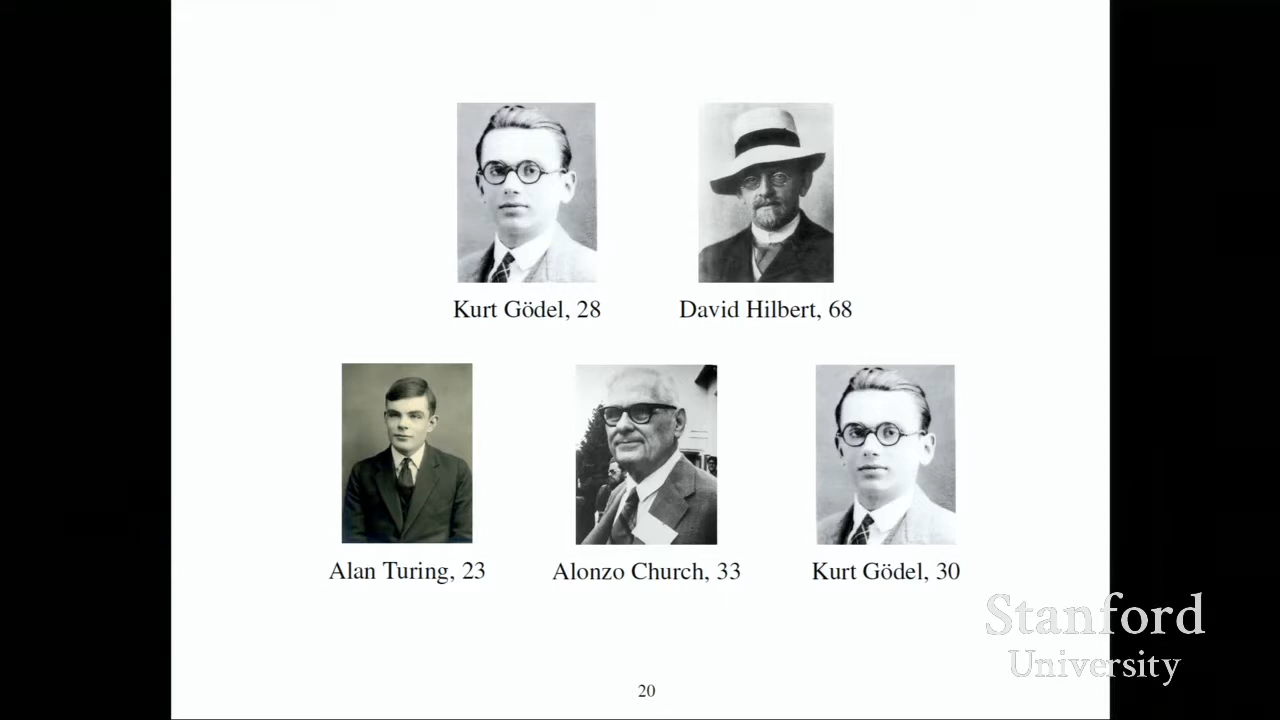 Kurt Gödel, 28
David Hilbert, 68
Alan Turing, 23
Alonzo Church, 33
Kurt Gödel, 30
Stanford
University
20